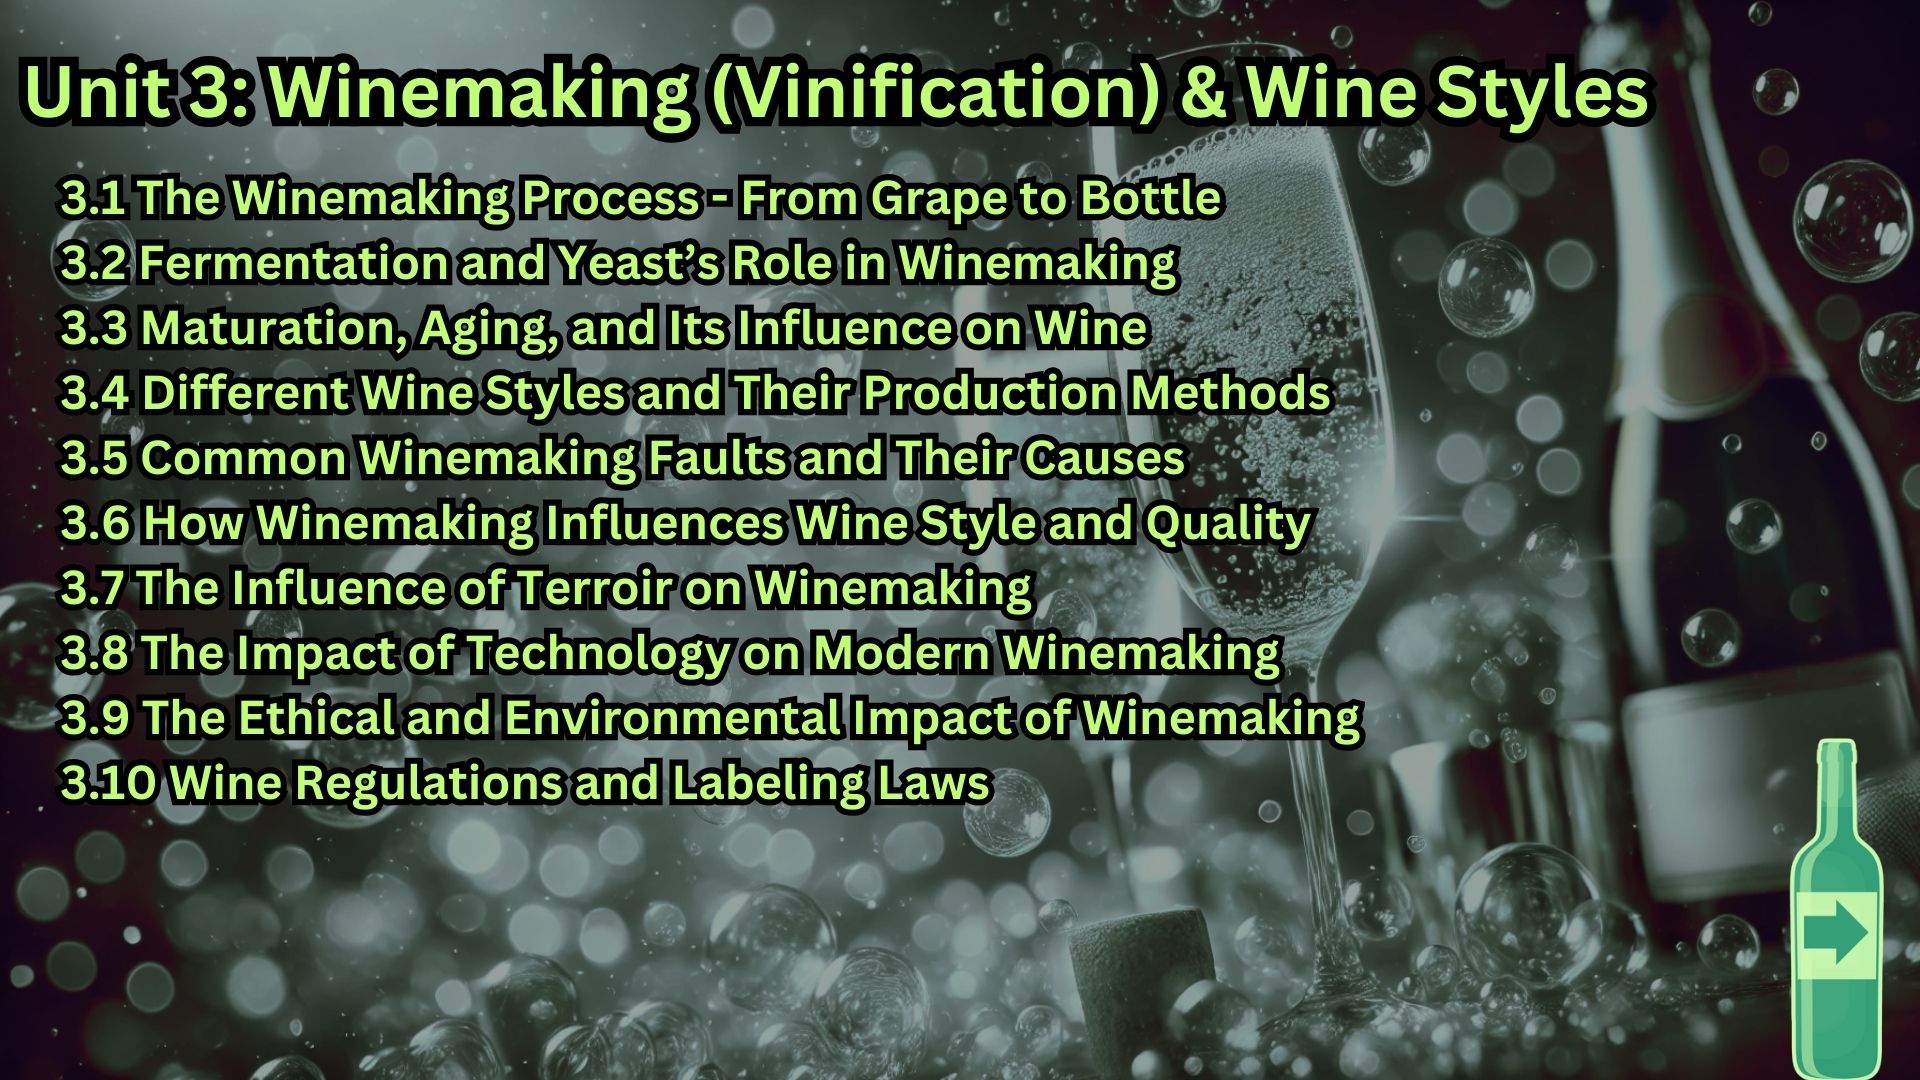 Unit 3: Winemaking (Vinification) & Wine Styles
3.1 The Winemaking Process - From Grape to Bottle
3.2 Fermentation and Yeast’s Role in Winemaking
3.3 Maturation, Aging, and Its Influence on Wine
3.4 Different Wine Styles and Their Production Methods
3.5 Common Winemaking Faults and Their Causes
3.6 How Winemaking Influences Wine Style and Quality
3.7 The Influence of Terroir on Winemaking
3.8 The Impact of Technology on Modern Winemaking
3.9 The Ethical and Environmental Impact of Winemaking
3.10 Wine Regulations and Labeling Laws